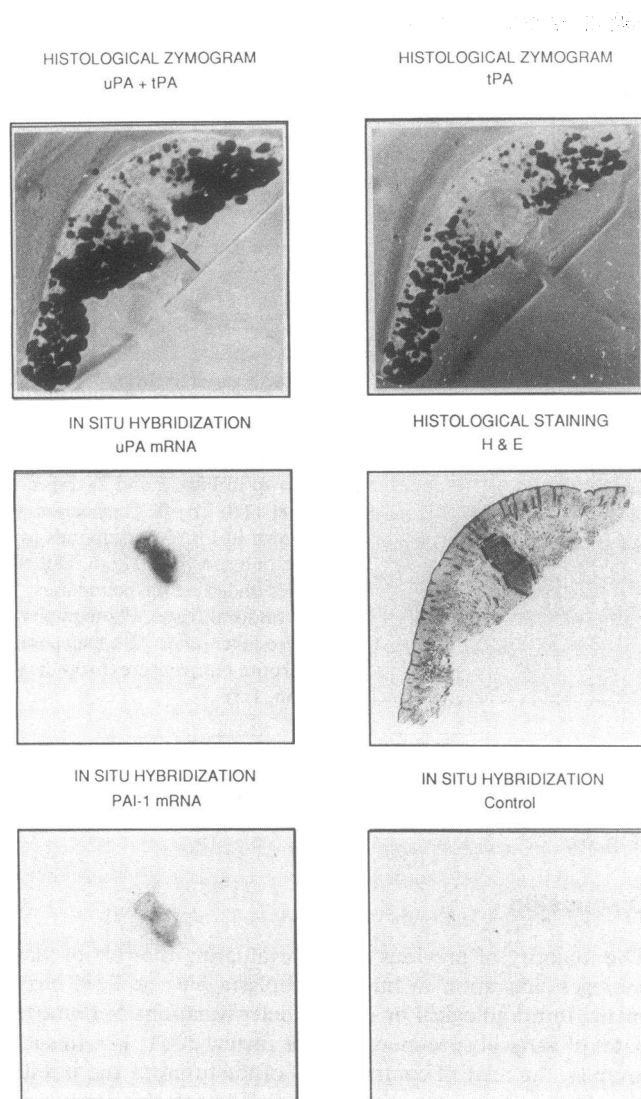 HISTOLOGICAL ZYMOGRAM
uPA + tPA
HISTOLOGICAL ZYMOGRAM
tPA
IN SITU HYBRIDIZATION
uPA mRNA
HISTOLOGICAL STAINING
H & E
IN SITU HYBRIDIZATION
PAI-1 mRNA
IN SITU HYBRIDIZATION
Control